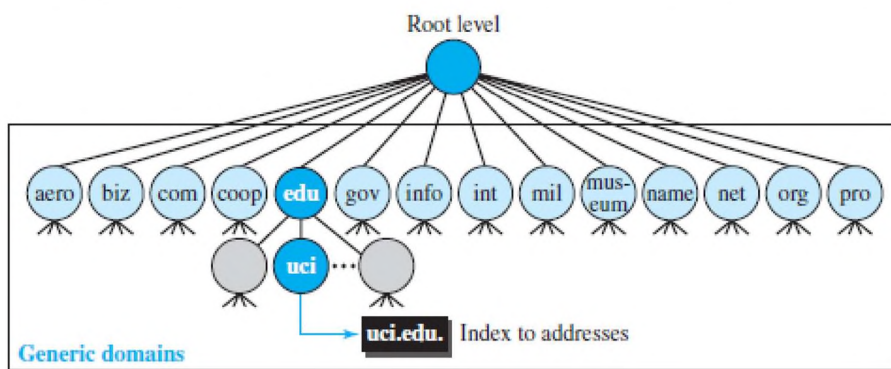 Root level
aero biz com coop edu gov info int mil mus-
eum name net org pro
uci
uci.edu. Index to addresses
Generic domains